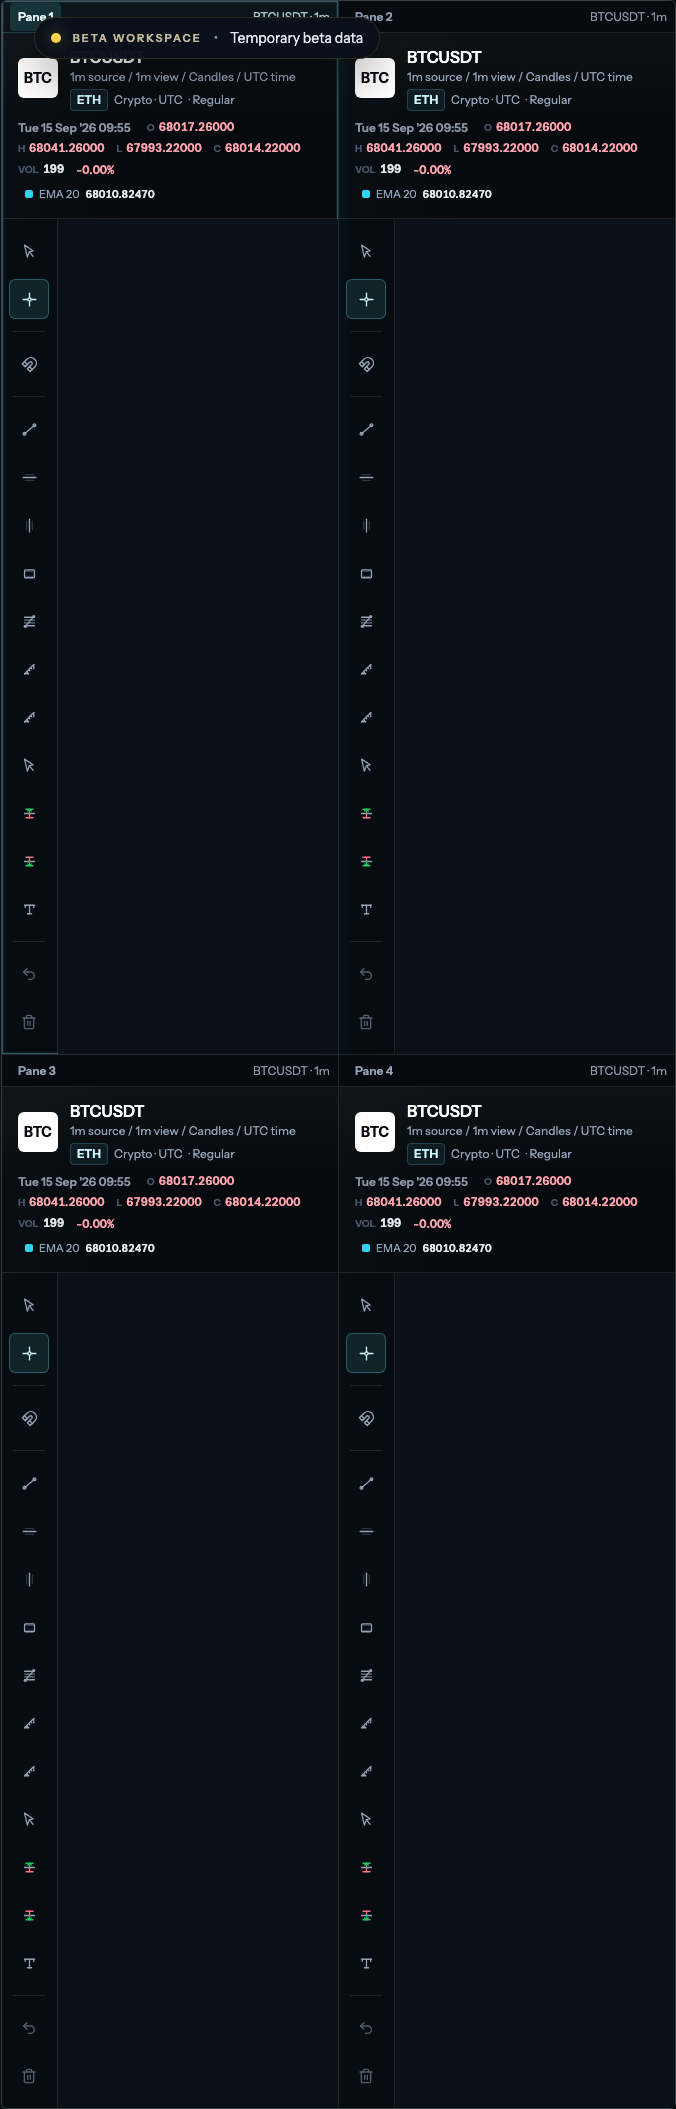 Pane 1
BTCUSDT · 1m
BETA WORKSPACE · Temporary beta data
BTC
BTCUSDT
1m source / 1m view / Candles / UTC time
ETH Crypto · UTC · Regular
Tue 15 Sep '26 09:55 O 68017.26000
H 68041.26000 L 67993.22000 C 68014.22000
VOL 199 -0.00%
EMA 20 68010.82470
Pane 2
BTCUSDT · 1m
BTC
BTCUSDT
1m source / 1m view / Candles / UTC time
ETH Crypto · UTC · Regular
Tue 15 Sep '26 09:55 O 68017.26000
H 68041.26000 L 67993.22000 C 68014.22000
VOL 199 -0.00%
EMA 20 68010.82470
Pane 3
BTCUSDT · 1m
BTC
BTCUSDT
1m source / 1m view / Candles / UTC time
ETH Crypto · UTC · Regular
Tue 15 Sep '26 09:55 O 68017.26000
H 68041.26000 L 67993.22000 C 68014.22000
VOL 199 -0.00%
EMA 20 68010.82470
Pane 4
BTCUSDT · 1m
BTC
BTCUSDT
1m source / 1m view / Candles / UTC time
ETH Crypto · UTC · Regular
Tue 15 Sep '26 09:55 O 68017.26000
H 68041.26000 L 67993.22000 C 68014.22000
VOL 199 -0.00%
EMA 20 68010.82470